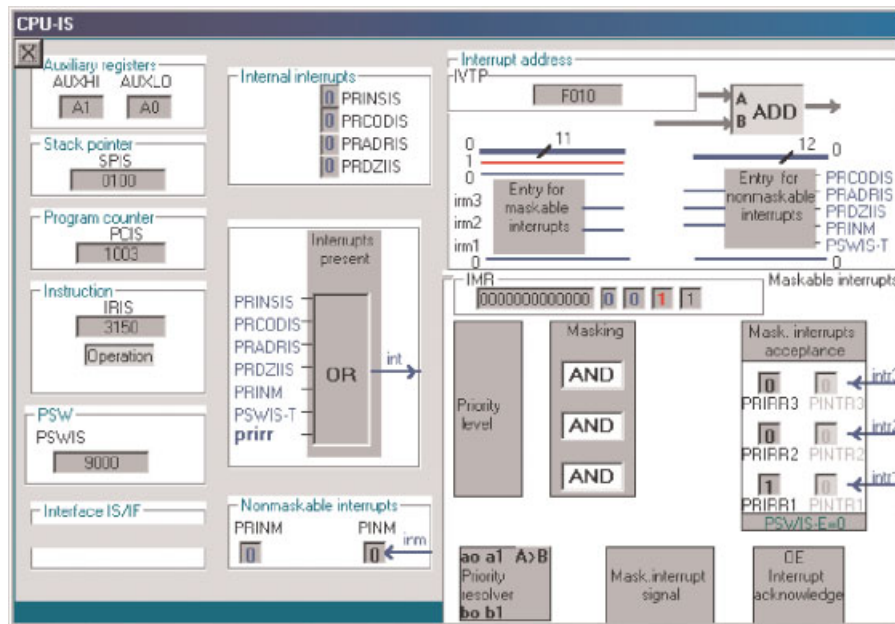 CPU-IS
Auxiliary registers
AUXHI AUXLO
A1 A0
Stack pointer
SPIS
0100
Program counter
PCIS
1003
Instruction
IRIS
3150
Operation
PSW
PSWIS
9000
Interface IS/IF
Internal interrupts
0 PRINSIS
0 PRCODIS
0 PRADRIS
0 PRDZIIS
Interrupts
present
PRINSIS
PRCODIS
PRADRIS
PRDZIIS
PRINM
PSWIS-T
prirr
OR
int
Nonmaskable interrupts
PRINM PINM
0 0
inm
Interrupt address
IVTP
F010
A
B
ADD
0 11
1
0
irm3
irm2
irm1
0
Entry for
maskable
interrupts
12 0
Entry for
nonmaskable
interrupts
PRCODIS
PRADRIS
PRDZIIS
PRINM
PSWIS-T
0
IMR
0000000000000 0 0 1 1
Maskable interrupts
Priority
level
Masking
AND
AND
AND
Mask. interrupts
acceptance
0 0
PRIRR3 PINTR3
0 0
PRIRR2 PINTR2
1 0
PRIRR1 PINTR1
PSWIS-E=0
ao a1 A>B
Priority
resolver
bo b1
Mask.interrupt
signal
OE
Interrupt
acknowledge